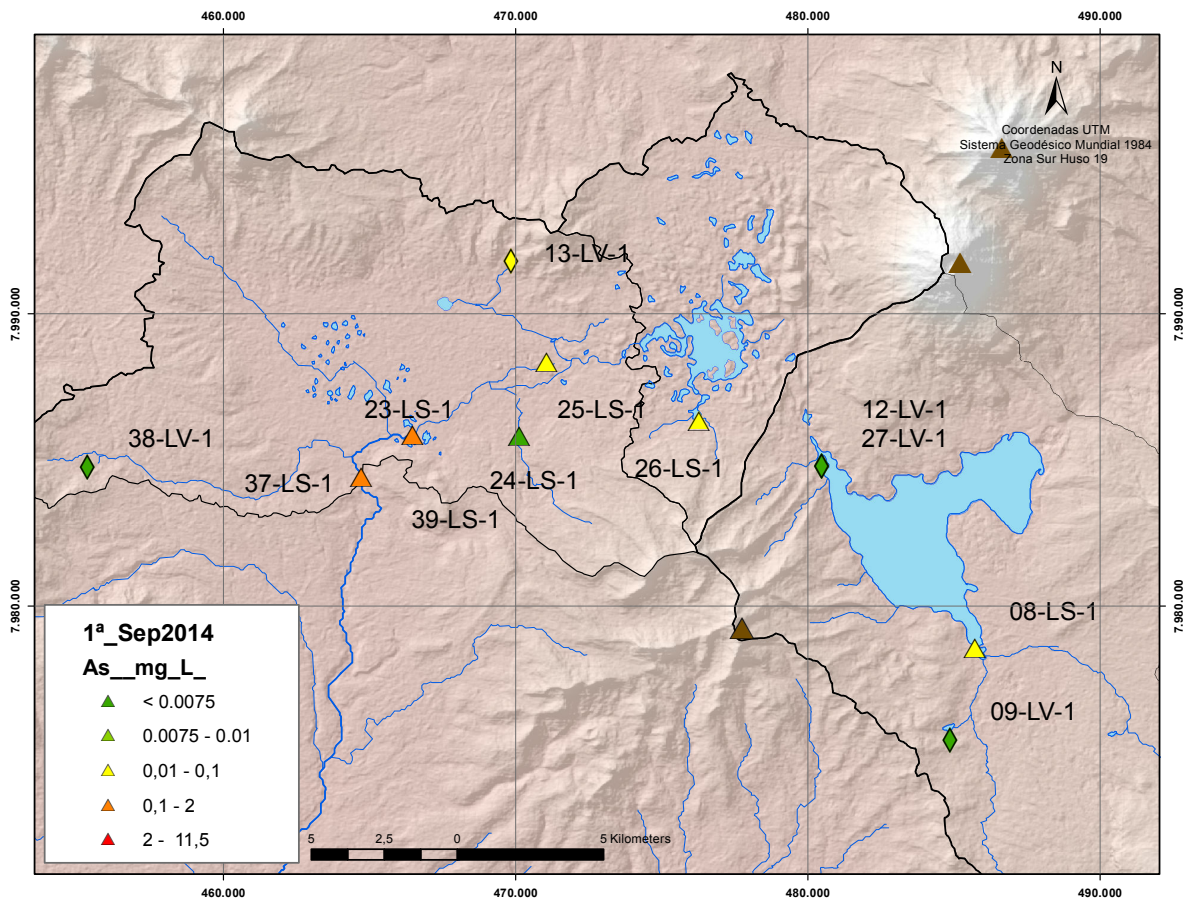 460.000
470.000
480.000
490.000
N
Coordenadas UTM
Sistema Geodésico Mundial 1984
Zona Sur Huso 19
13-LV-1
7.990.000
7.990.000
23-LS-1
25-LS-1
12-LV-1
27-LV-1
38-LV-1
37-LS-1
24-LS-1
26-LS-1
39-LS-1
7.980.000
7.980.000
08-LS-1
09-LV-1
1ª_Sep2014
As__mg_L_
< 0.0075
0.0075 - 0.01
0,01 - 0,1
0,1 - 2
2 - 11,5
5 2,5 0 5 Kilometers
460.000
470.000
480.000
490.000